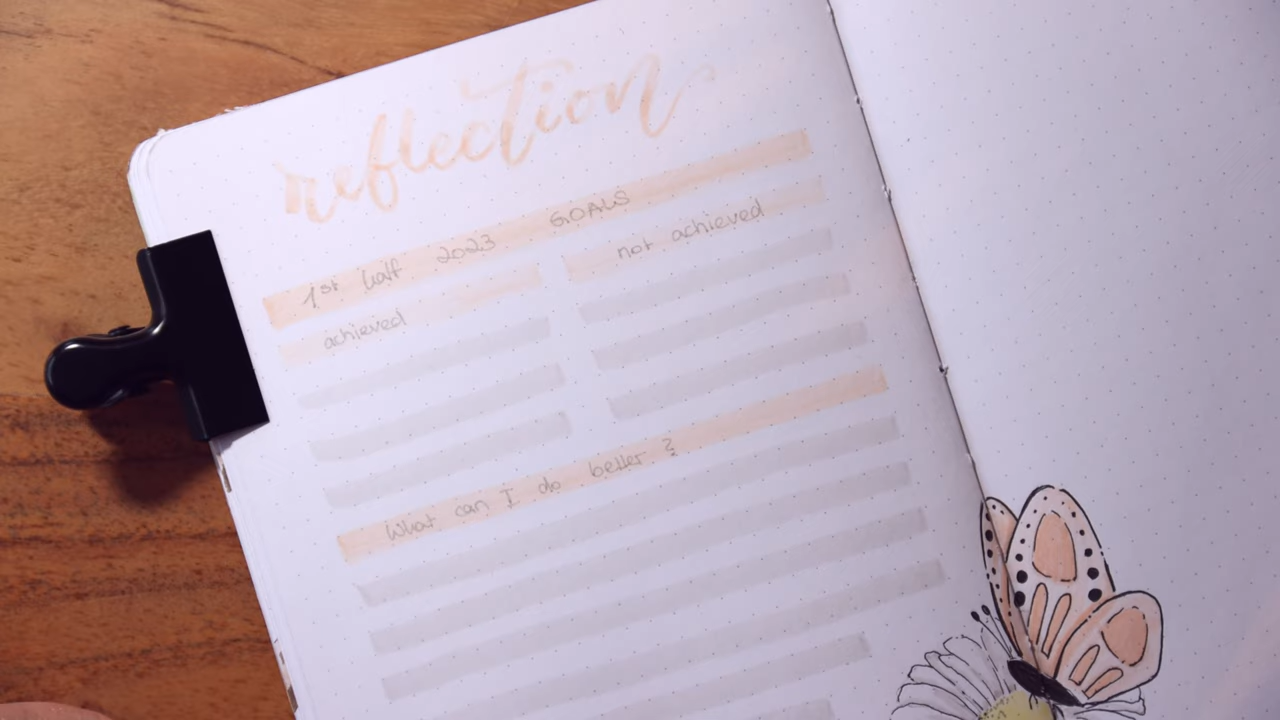 reflection
1st half 2023 GOALS
achieved not achieved
What can I do better ?